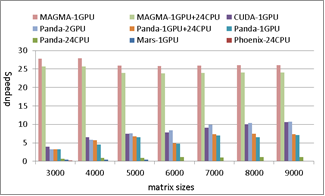 MAGMA-1GPU MAGMA-1GPU+24CPU CUDA-1GPU
Panda-2GPU Panda-1GPU+24CPU Panda-1GPU
Panda-24CPU Mars-1GPU Phoenix-24CPU
Speedup
30
25
20
15
10
5
0
3000 4000 5000 6000 7000 8000 9000
matrix sizes